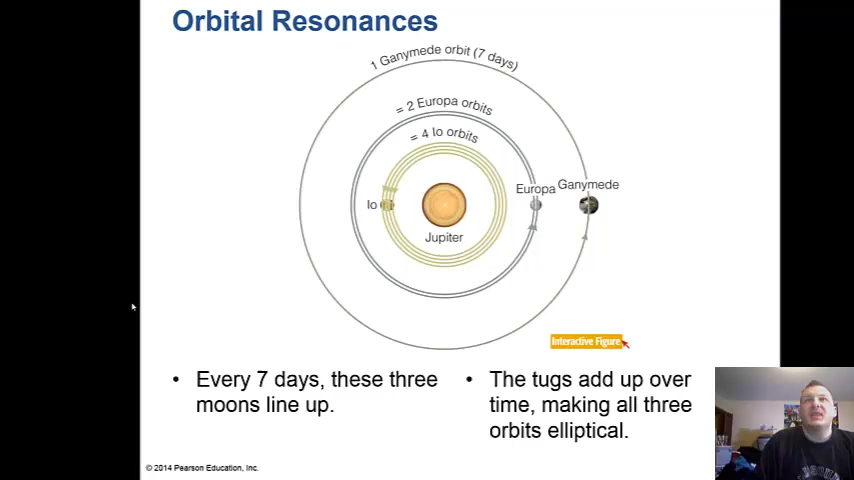 Orbital Resonances
1 Ganymede orbit (7 days)
= 2 Europa orbits
= 4 Io orbits
Europa
Ganymede
Io
Jupiter
Interactive Figure
• Every 7 days, these three
moons line up.
• The tugs add up over
time, making all three
orbits elliptical.
© 2014 Pearson Education, Inc.